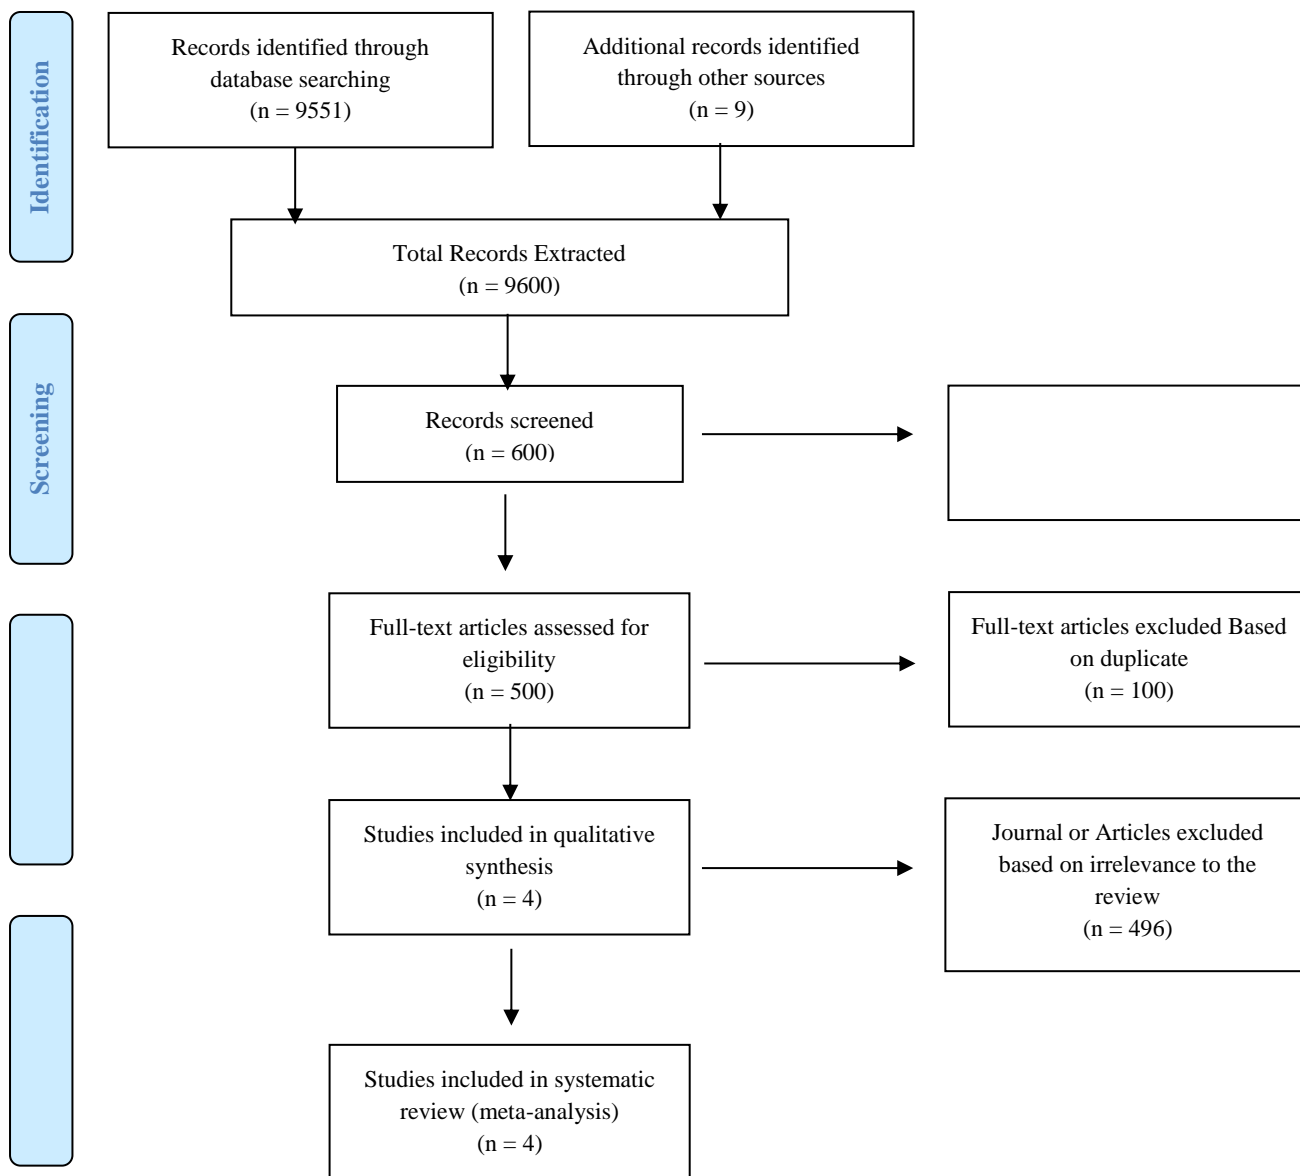 Identification
Records identified through
database searching
(n = 9551)
Additional records identified
through other sources
(n = 9)
Total Records Extracted
(n = 9600)
Screening
Records screened
(n = 600)
Full-text articles assessed for
eligibility
(n = 500)
Full-text articles excluded Based
on duplicate
(n = 100)
Studies included in qualitative
synthesis
(n = 4)
Journal or Articles excluded
based on irrelevance to the
review
(n = 496)
Studies included in systematic
review (meta-analysis)
(n = 4)